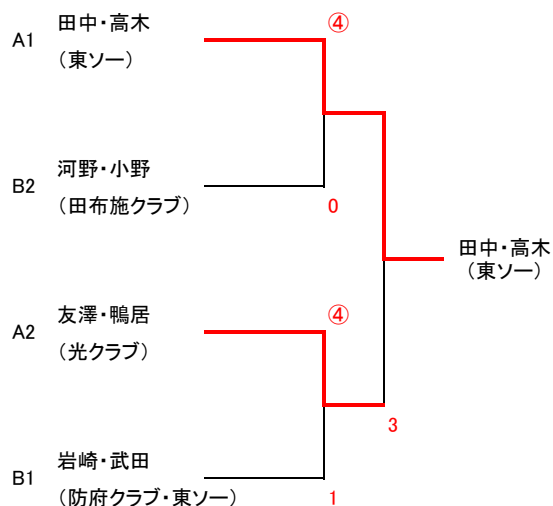 田中・高木
A1
④
(東ソー)
河野・小野
B2
(田布施クラブ)
0
田中・高木
(東ソー)
友澤・鴨居
A2
④
(光クラブ)
3
岩崎・武田
B1
(防府クラブ・東ソー)
1